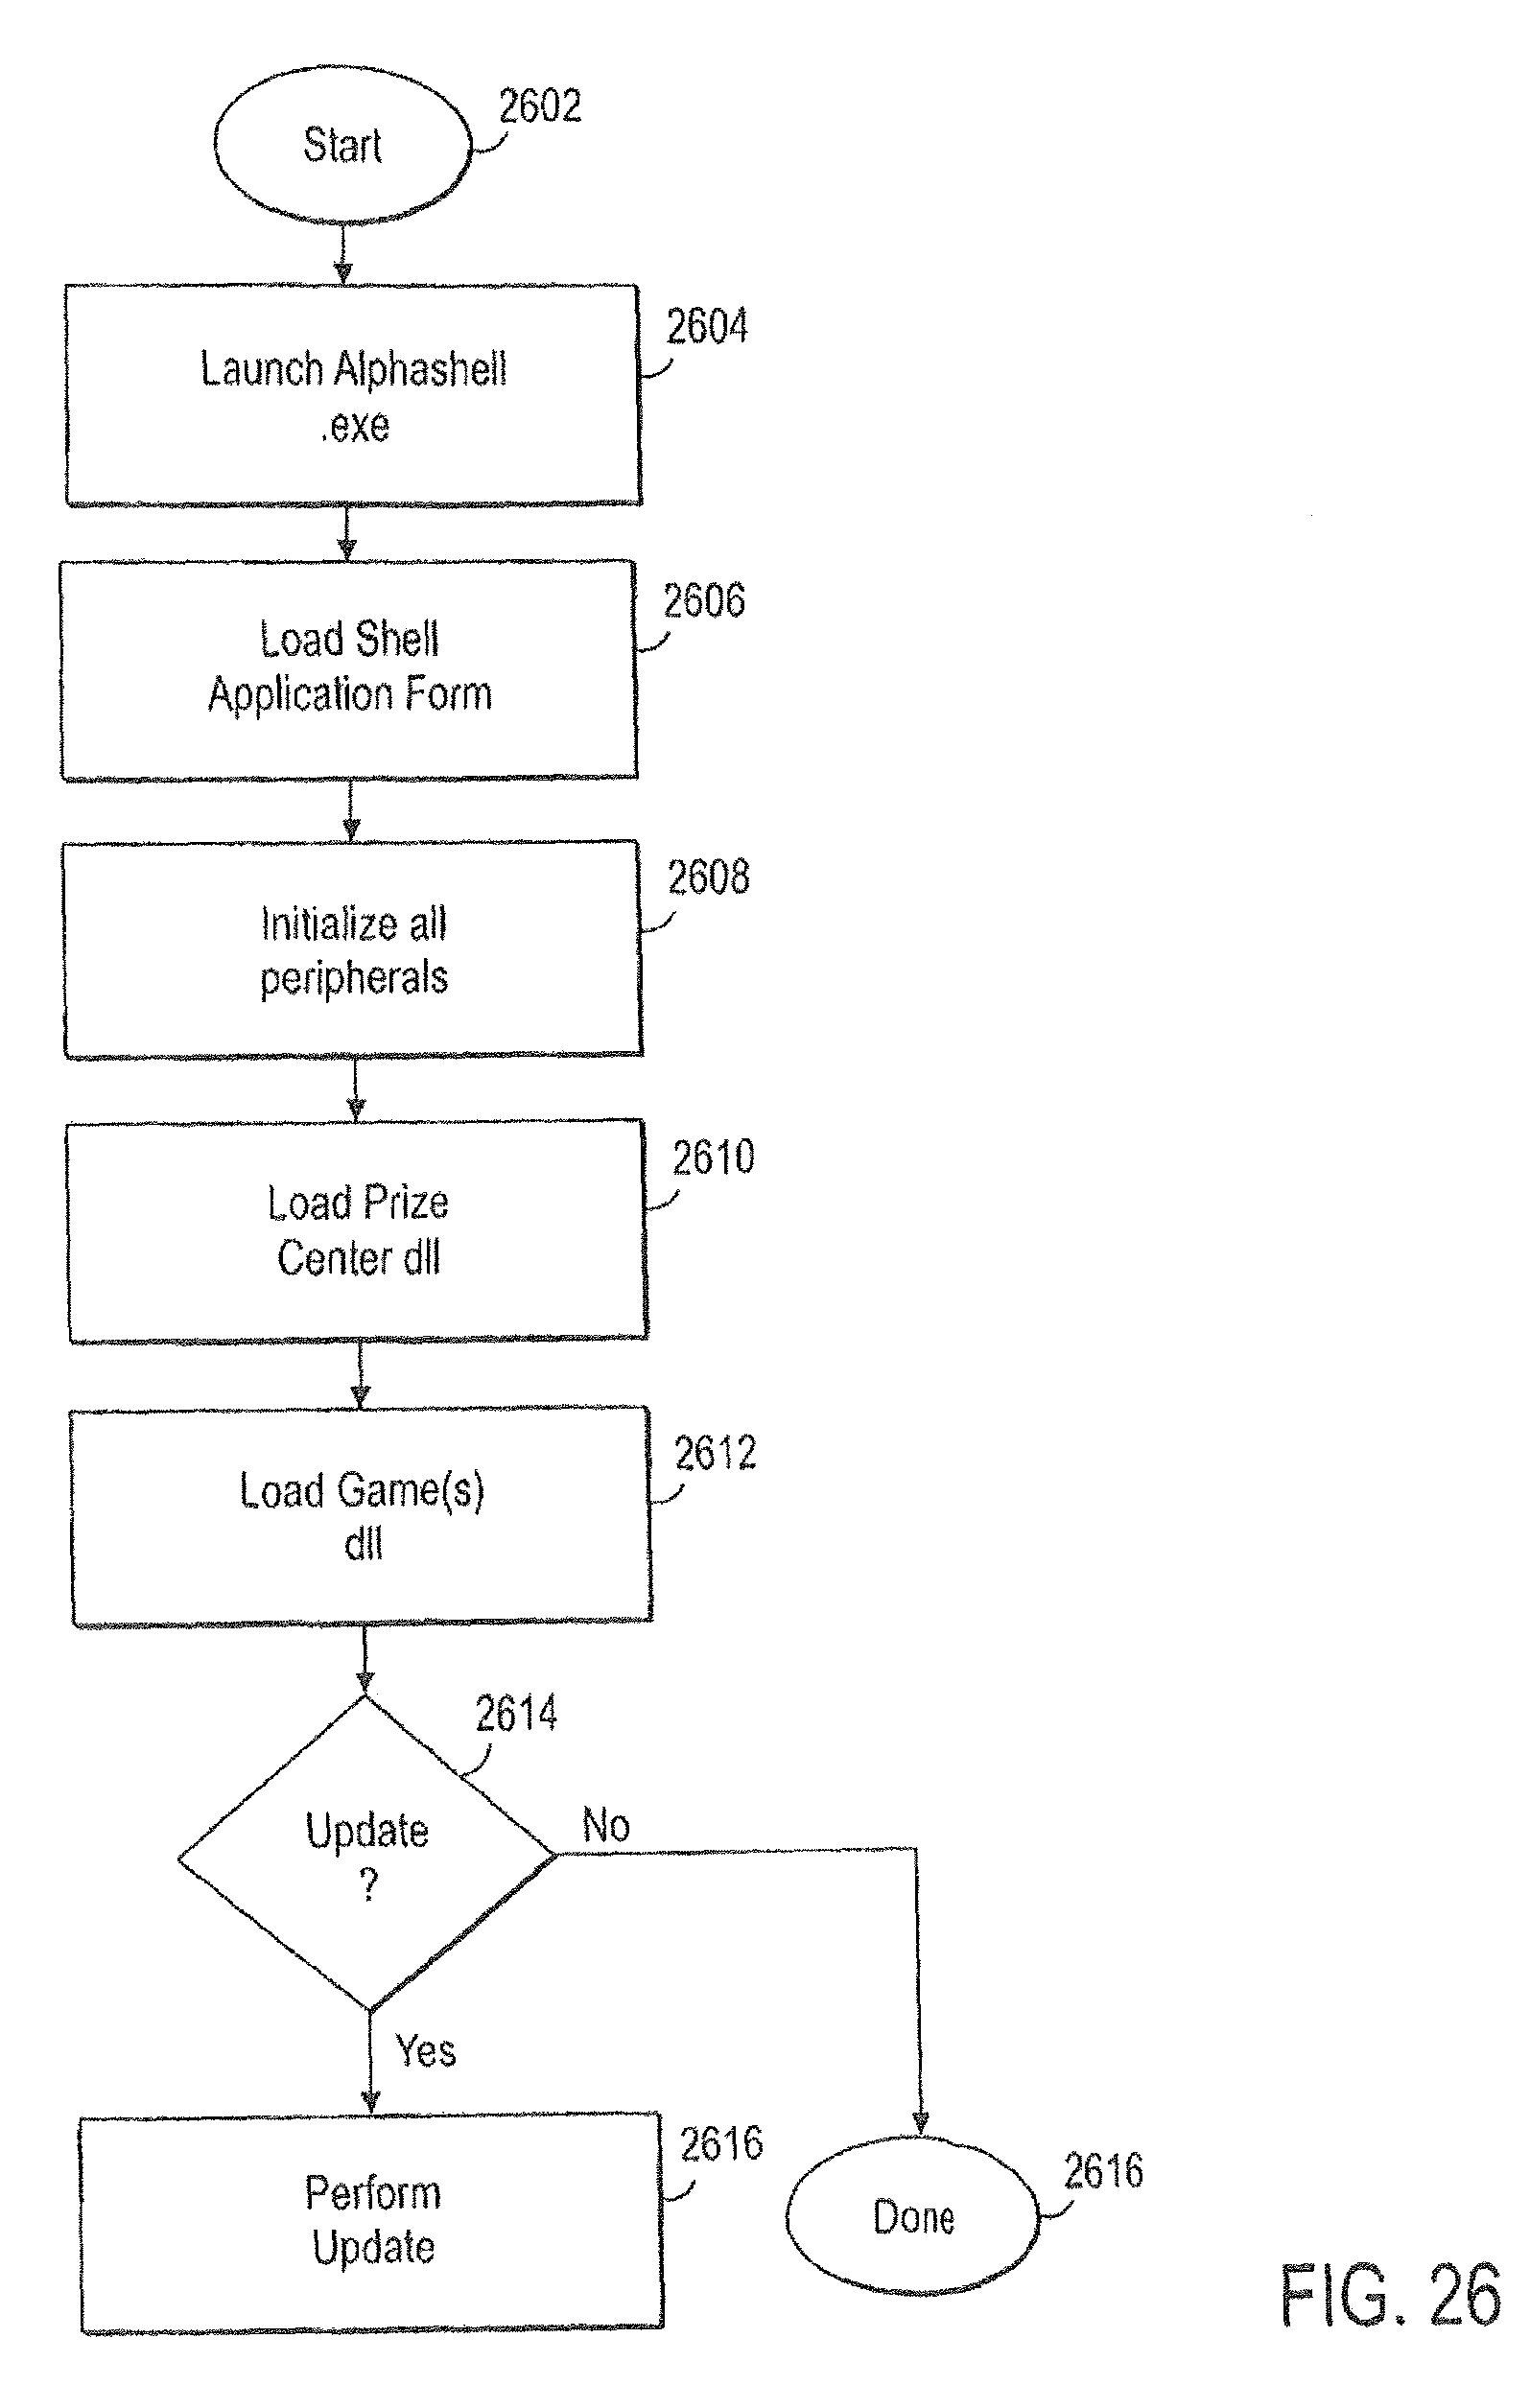 2602
Start
2604
Launch Alphashell
.exe
2606
Load Shell
Application Form
2608
Initialize all
peripherals
2610
Load Prize
Center dll
2612
Load Game(s)
dll
2614
Update
?
No
Yes
2616
Perform
Update
2616
Done
FIG. 26